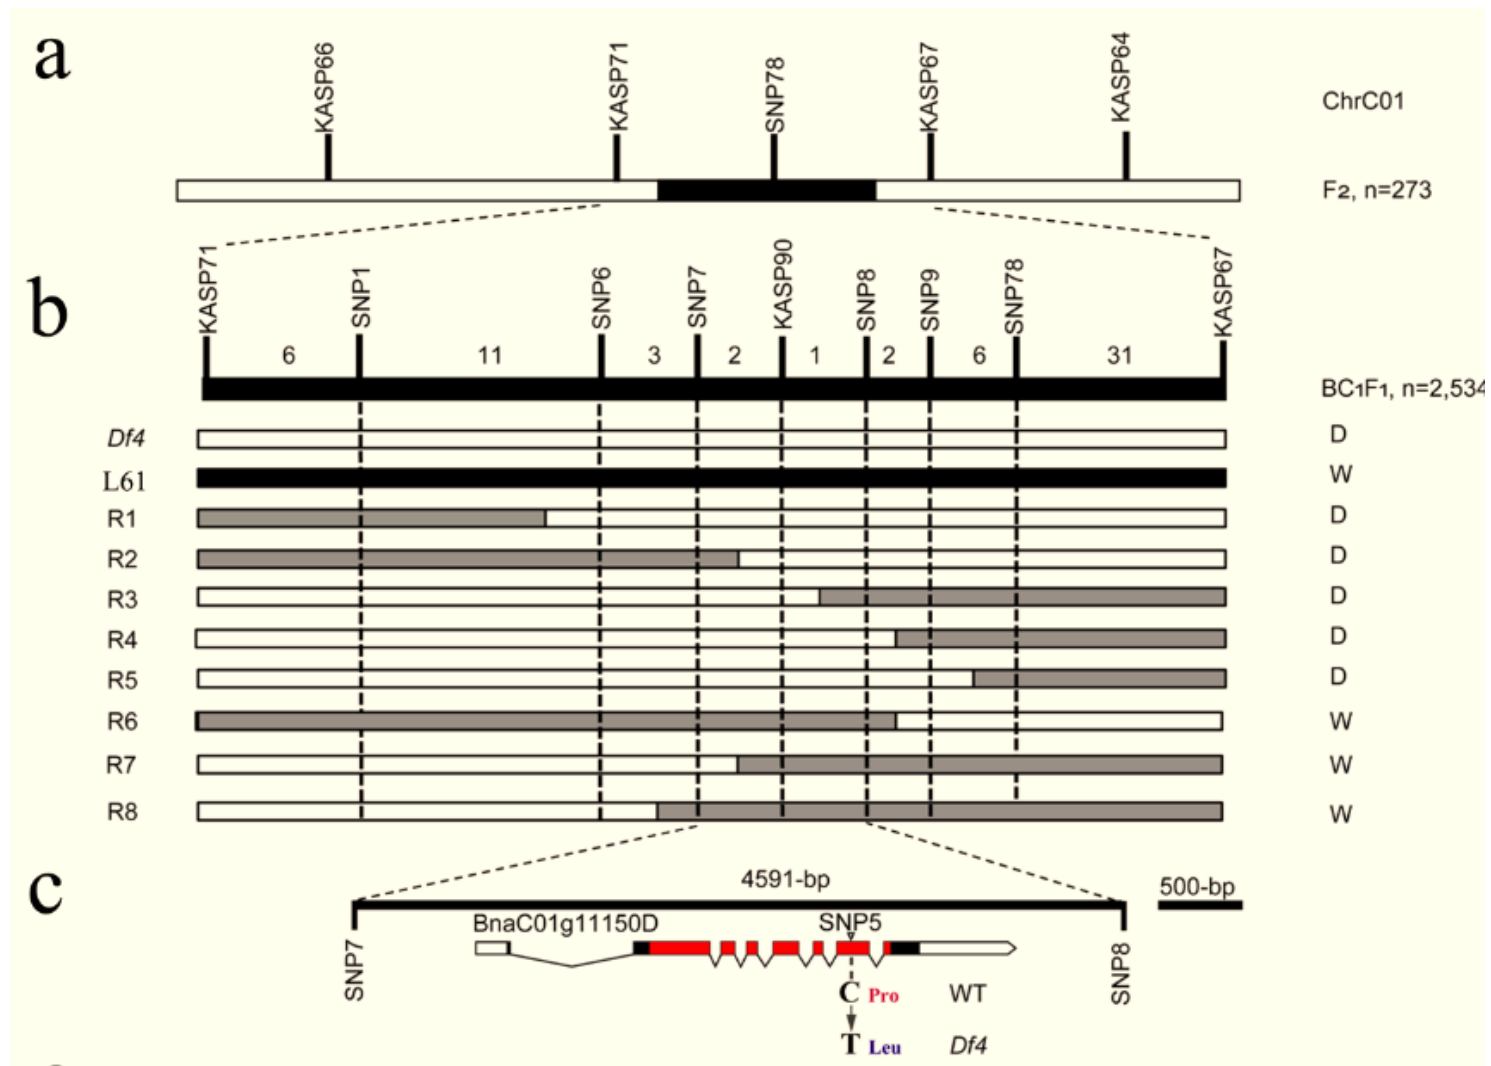 a
KASP66
KASP71
SNP78
KASP67
KASP64
ChrC01
F2, n=273
b
KASP71
SNP1
SNP6
SNP7
KASP90
SNP8
SNP9
SNP78
KASP67
6 11 3 2 1 2 6 31
BC1F1, n=2,534
Df4 D
L61 W
R1 D
R2 D
R3 D
R4 D
R5 D
R6 W
R7 W
R8 W
c
4591-bp
500-bp
BnaC01g11150D
SNP5
SNP7
SNP8
C Pro WT
T Leu Df4